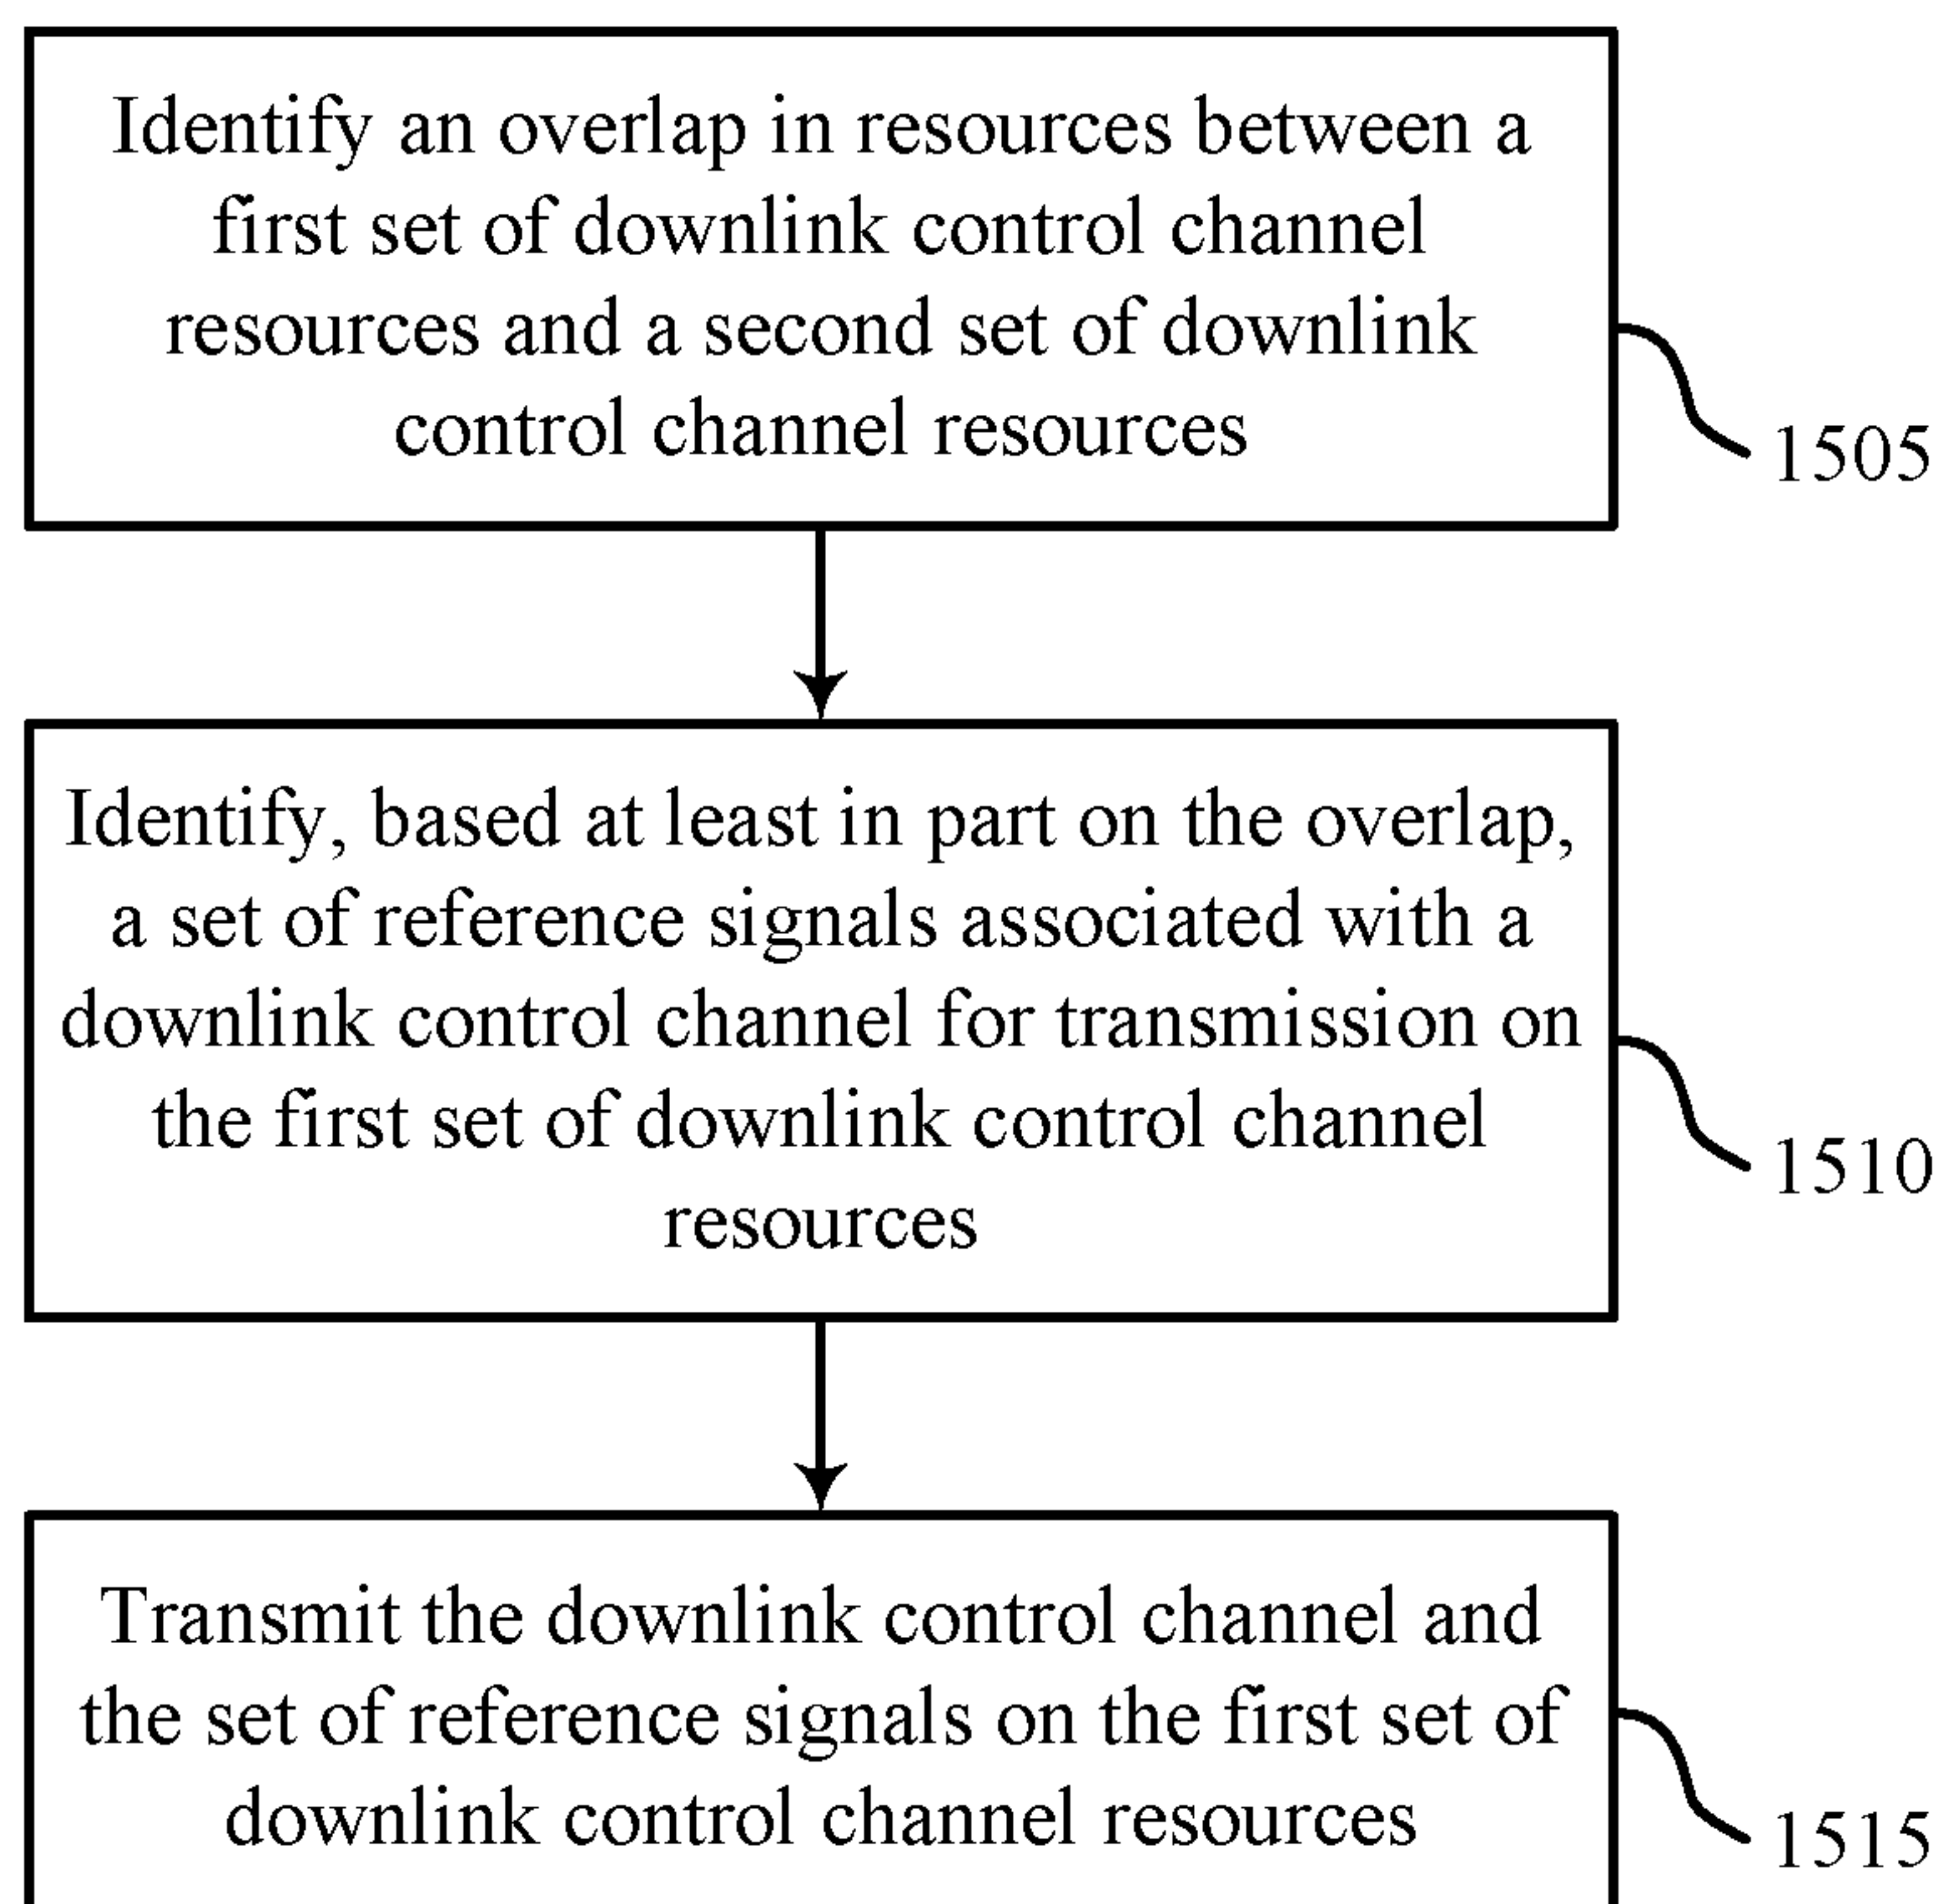 Identify an overlap in resources between a
first set of downlink control channel
resources and a second set of downlink
control channel resources
1505
Identify, based at least in part on the overlap,
a set of reference signals associated with a
downlink control channel for transmission on
the first set of downlink control channel
resources
1510
Transmit the downlink control channel and
the set of reference signals on the first set of
downlink control channel resources
1515